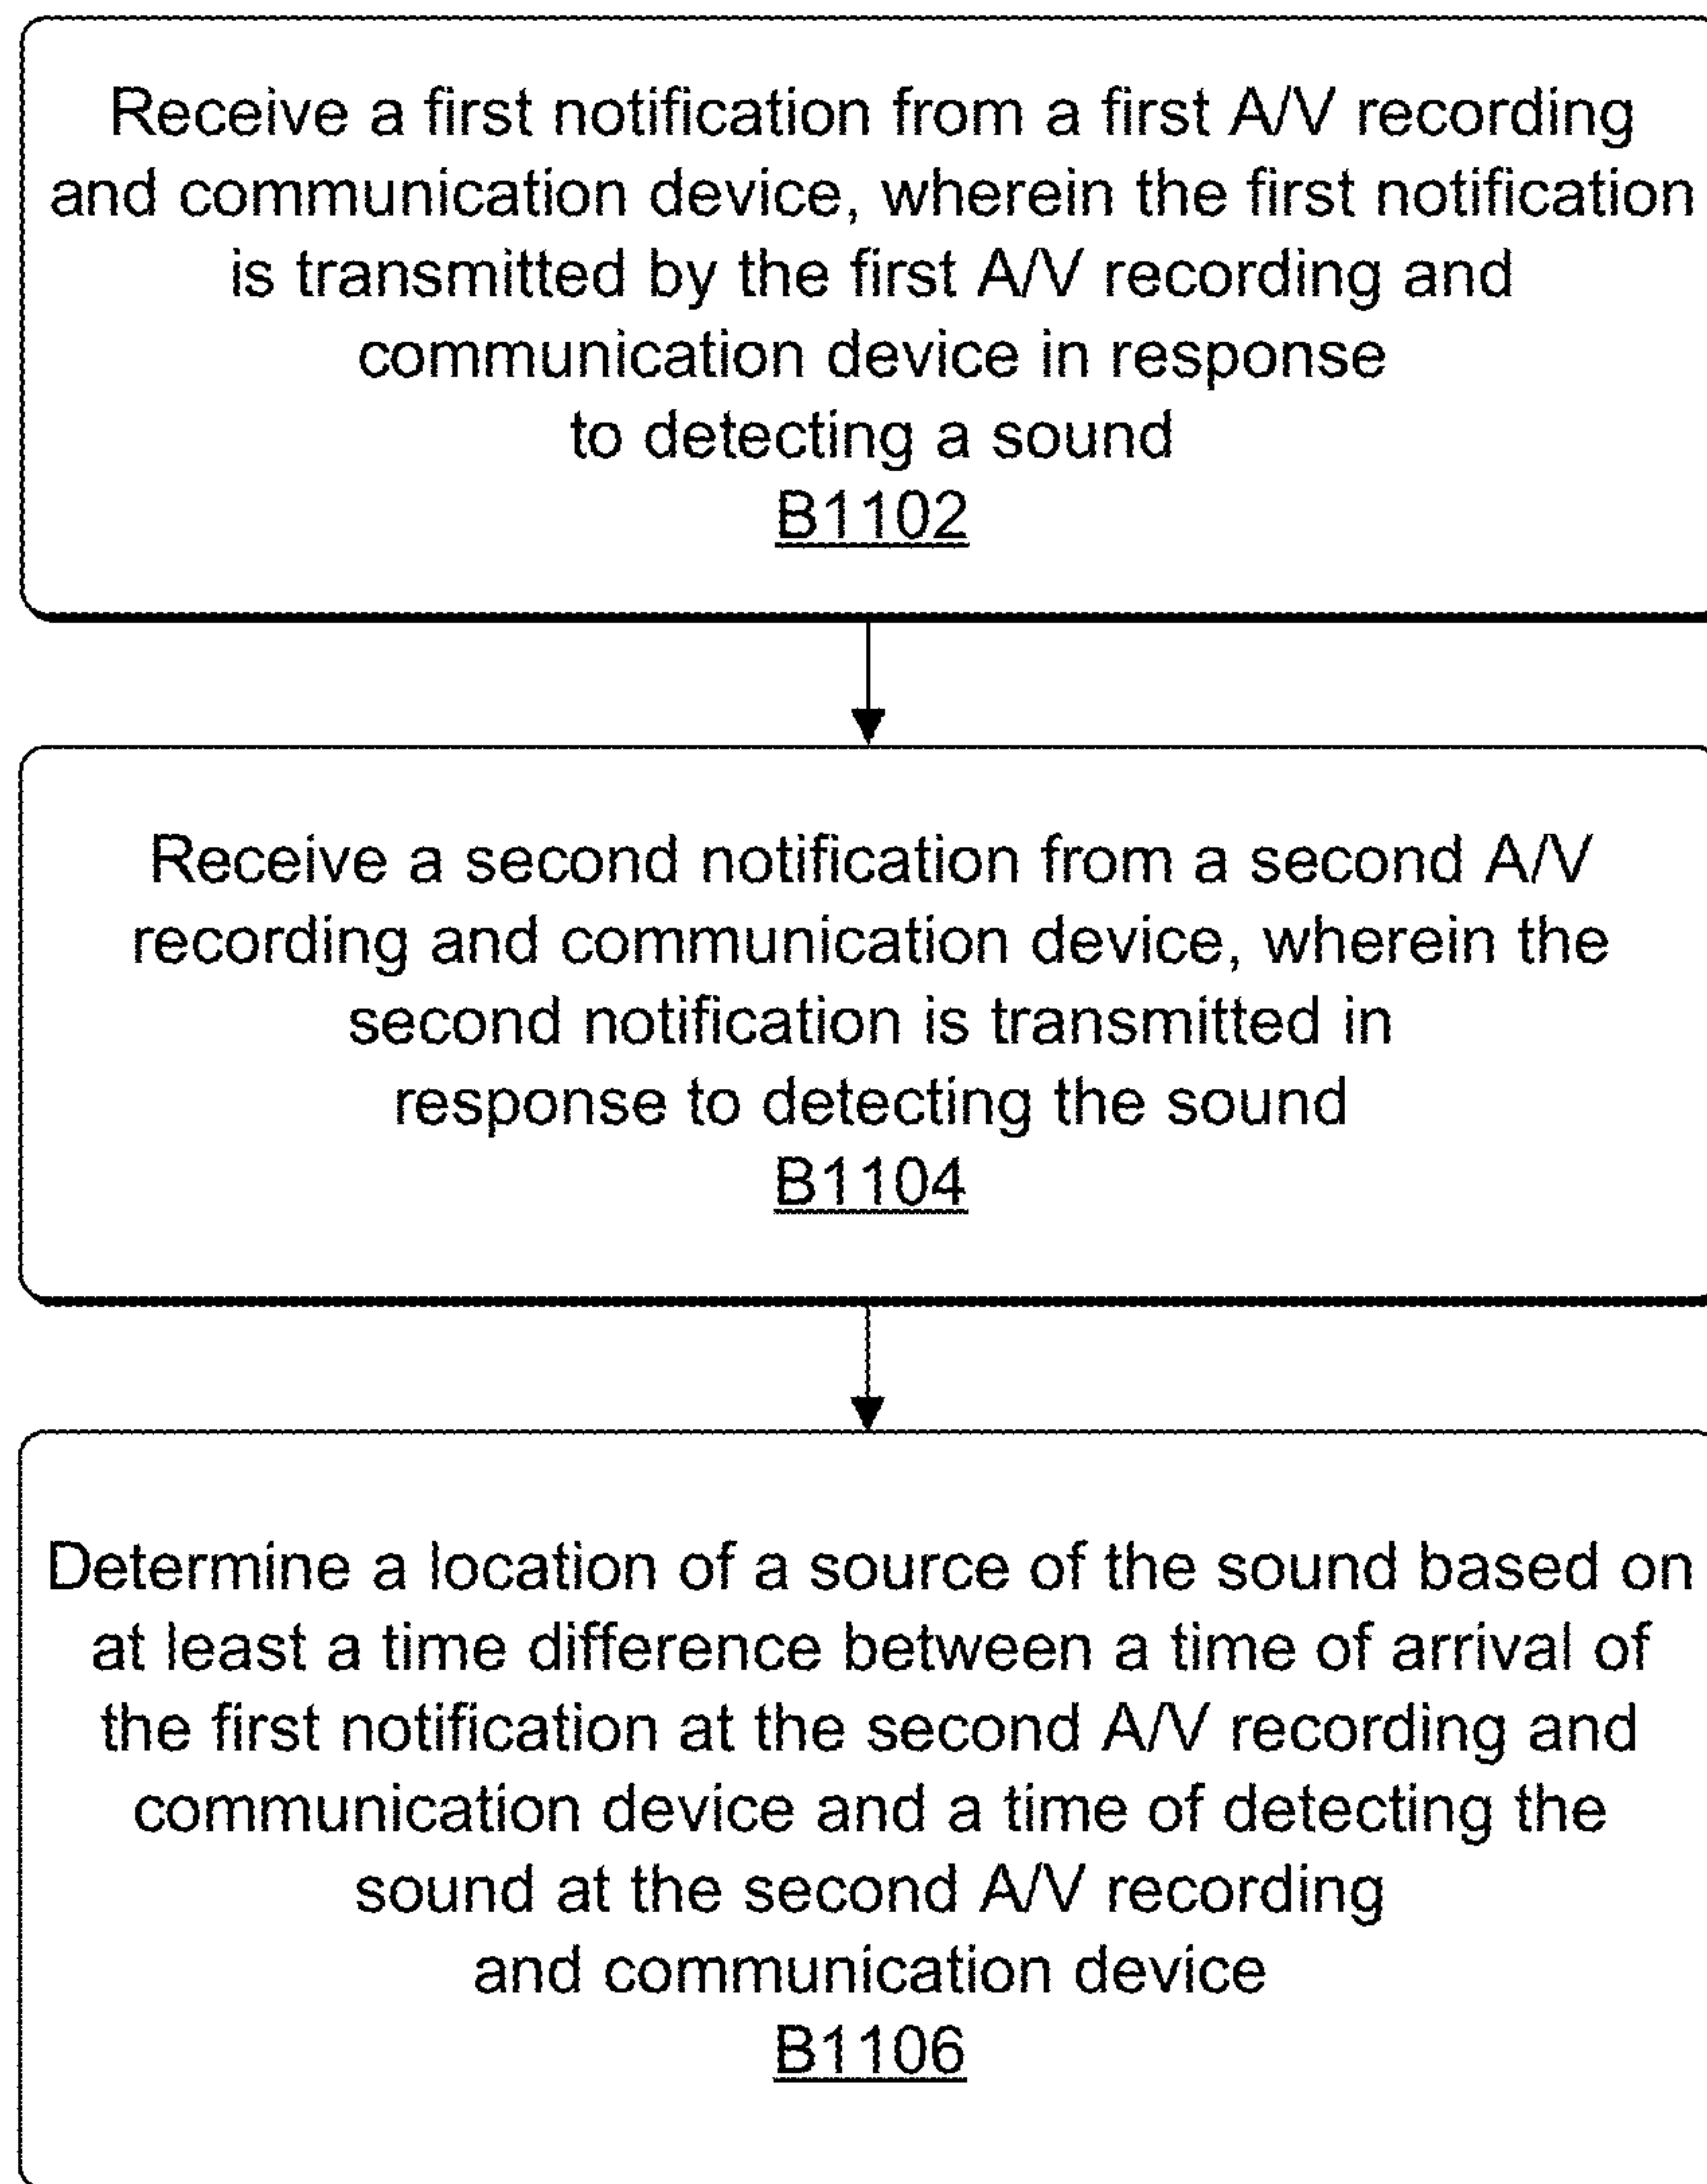 Receive a first notification from a first A/V recording
and communication device, wherein the first notification
is transmitted by the first A/V recording and
communication device in response
to detecting a sound
B1102
Receive a second notification from a second A/V
recording and communication device, wherein the
second notification is transmitted in
response to detecting the sound
B1104
Determine a location of a source of the sound based on
at least a time difference between a time of arrival of
the first notification at the second A/V recording and
communication device and a time of detecting the
sound at the second A/V recording
and communication device
B1106